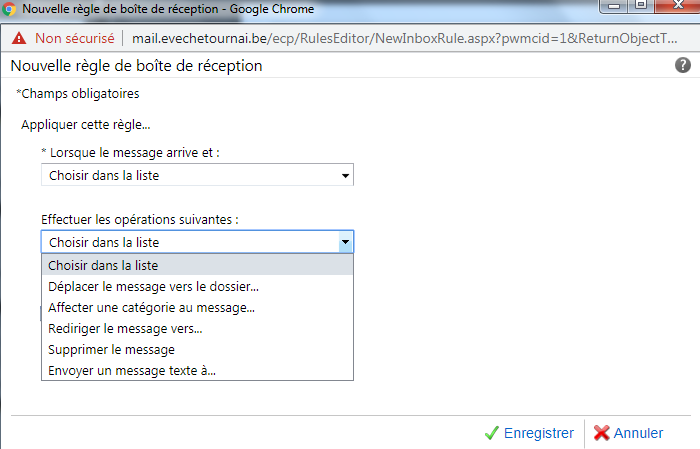 Nouvelle règle de boîte de réception - Google Chrome
Non sécurisé | mail.evechetournai.be/ecp/RulesEditor/NewInboxRule.aspx?pwmcid=1&ReturnObjectT...
Nouvelle règle de boîte de réception
?
*Champs obligatoires
Appliquer cette règle...
* Lorsque le message arrive et :
Choisir dans la liste
Effectuer les opérations suivantes :
Choisir dans la liste
Choisir dans la liste
Déplacer le message vers le dossier...
Affecter une catégorie au message...
Rediriger le message vers...
Supprimer le message
Envoyer un message texte à...
Enregistrer
Annuler